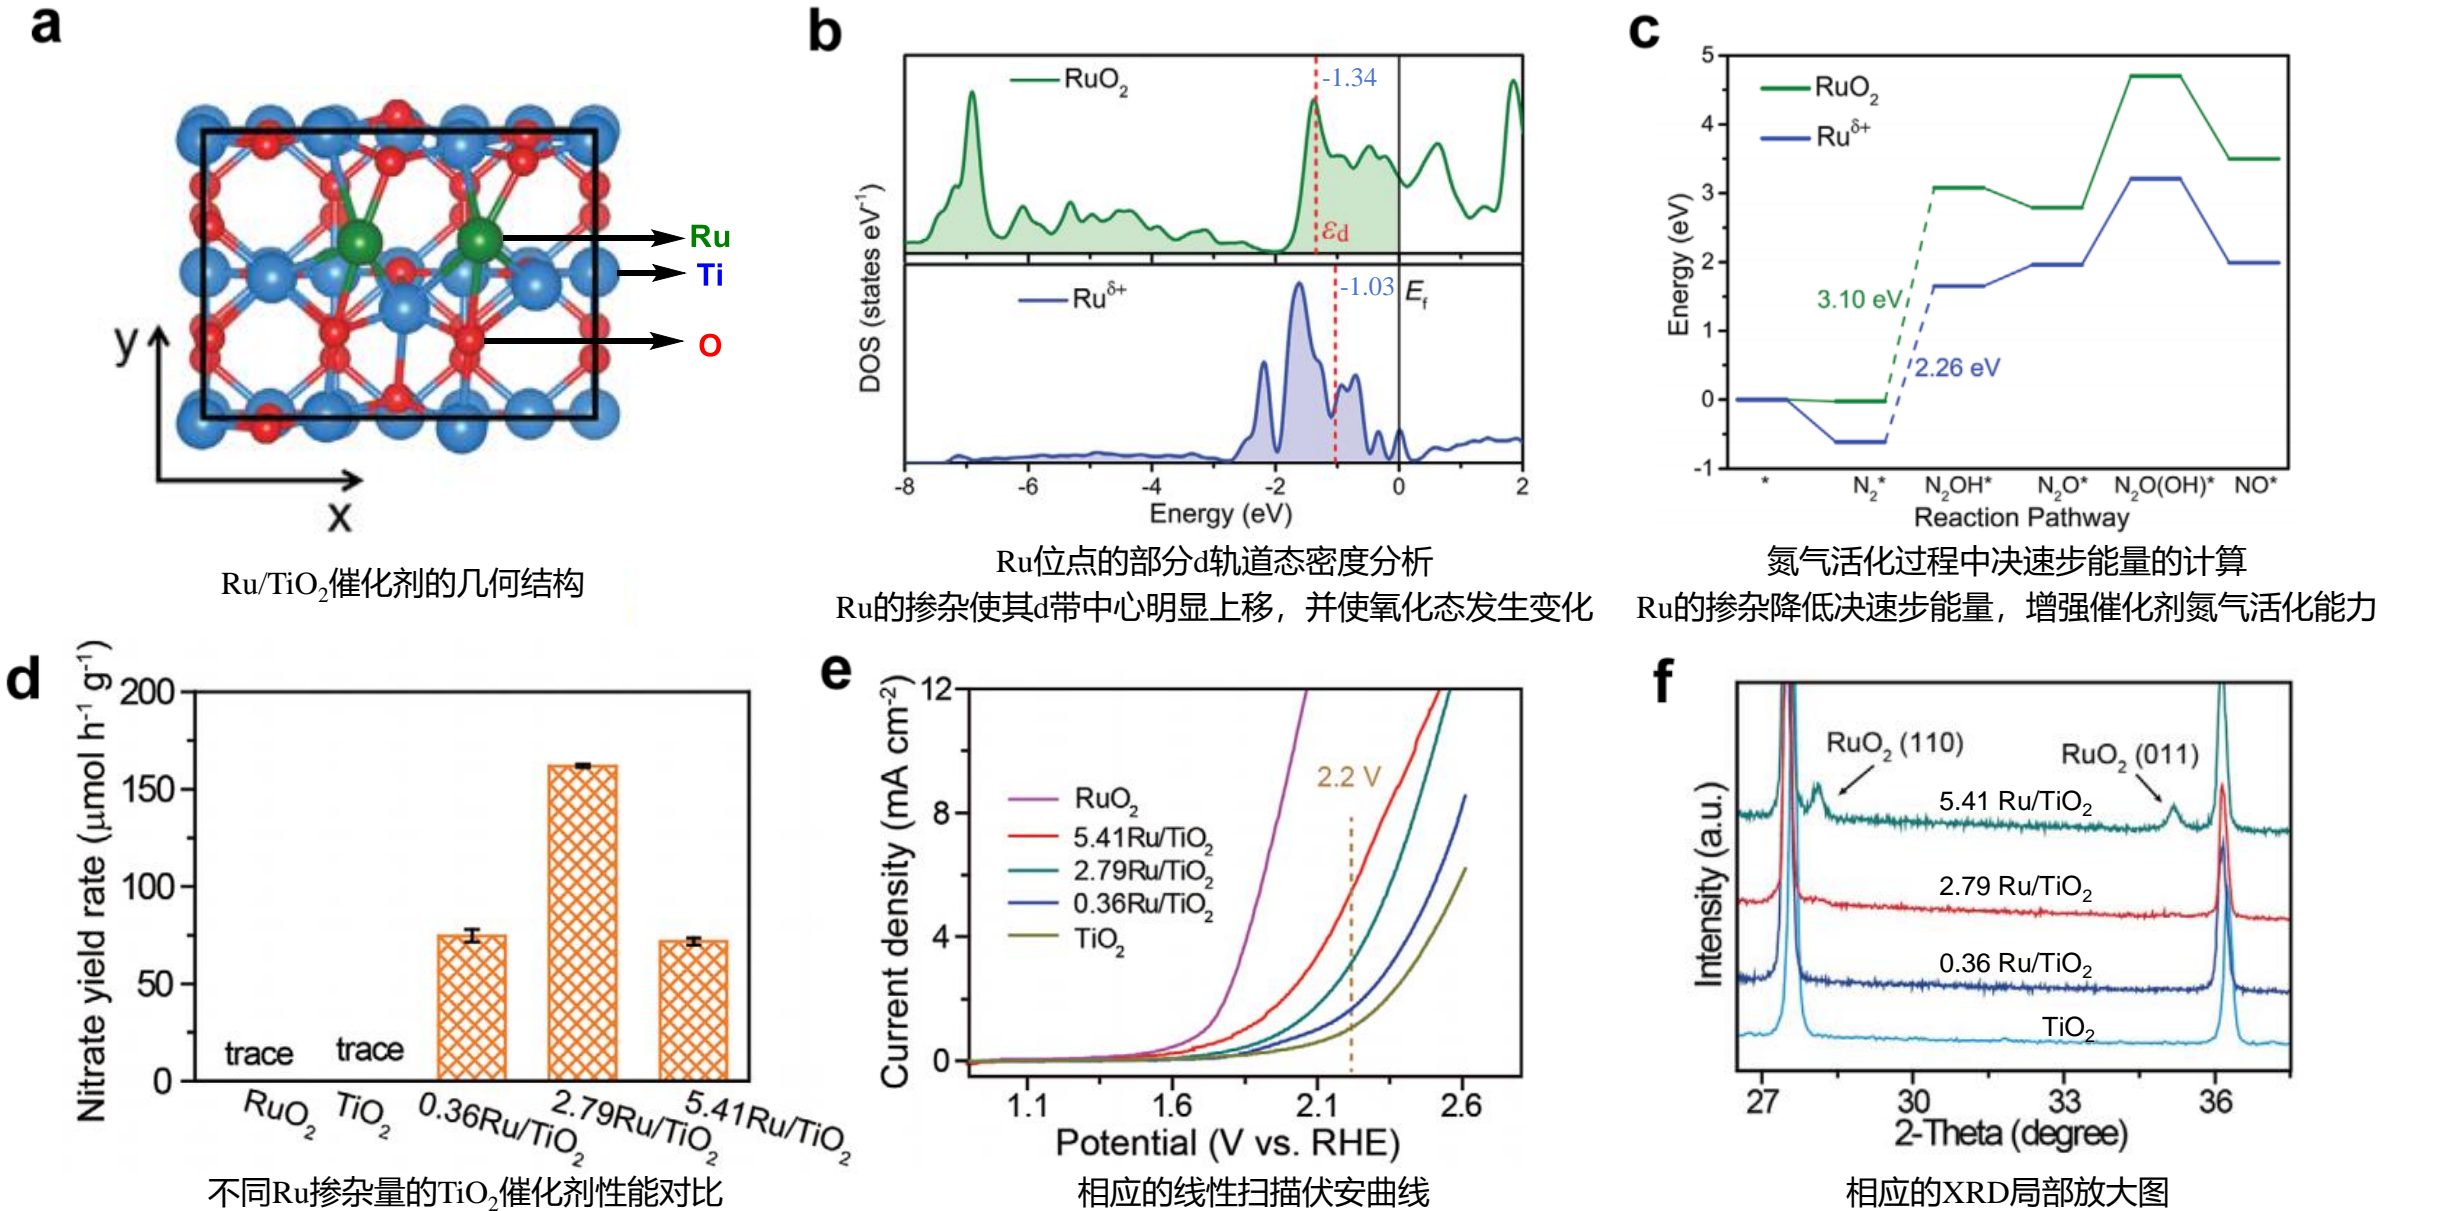 a
Ru
Ti
O
y
x
Ru/TiO₂催化剂的几何结构
b
RuO₂
-1.34
εd
Ru^δ+
-1.03
E_f
DOS (states eV⁻¹)
-8 -6 -4 -2 0 2
Energy (eV)
Ru位点的部分d轨道态密度分析
Ru的掺杂使其d带中心明显上移，并使氧化态发生变化
c
5
4
3
2
1
0
-1
Energy (eV)
RuO₂
Ru^δ+
3.10 eV
2.26 eV
* N₂* N₂OH* N₂O* N₂O(OH)* NO*
Reaction Pathway
氮气活化过程中决速步能量的计算
Ru的掺杂降低决速步能量，增强催化剂氮气活化能力
d
Nitrate yield rate (μmol h⁻¹ g⁻¹)
200
150
100
50
0
trace trace
RuO₂ TiO₂ 0.36Ru/TiO₂ 2.79Ru/TiO₂ 5.41Ru/TiO₂
不同Ru掺杂量的TiO₂催化剂性能对比
e
Current density (mA cm⁻²)
12
8
4
0
2.2 V
RuO₂
5.41Ru/TiO₂
2.79Ru/TiO₂
0.36Ru/TiO₂
TiO₂
1.1 1.6 2.1 2.6
Potential (V vs. RHE)
相应的线性扫描伏安曲线
f
Intensity (a.u.)
RuO₂ (110)
RuO₂ (011)
5.41 Ru/TiO₂
2.79 Ru/TiO₂
0.36 Ru/TiO₂
TiO₂
27 30 33 36
2-Theta (degree)
相应的XRD局部放大图